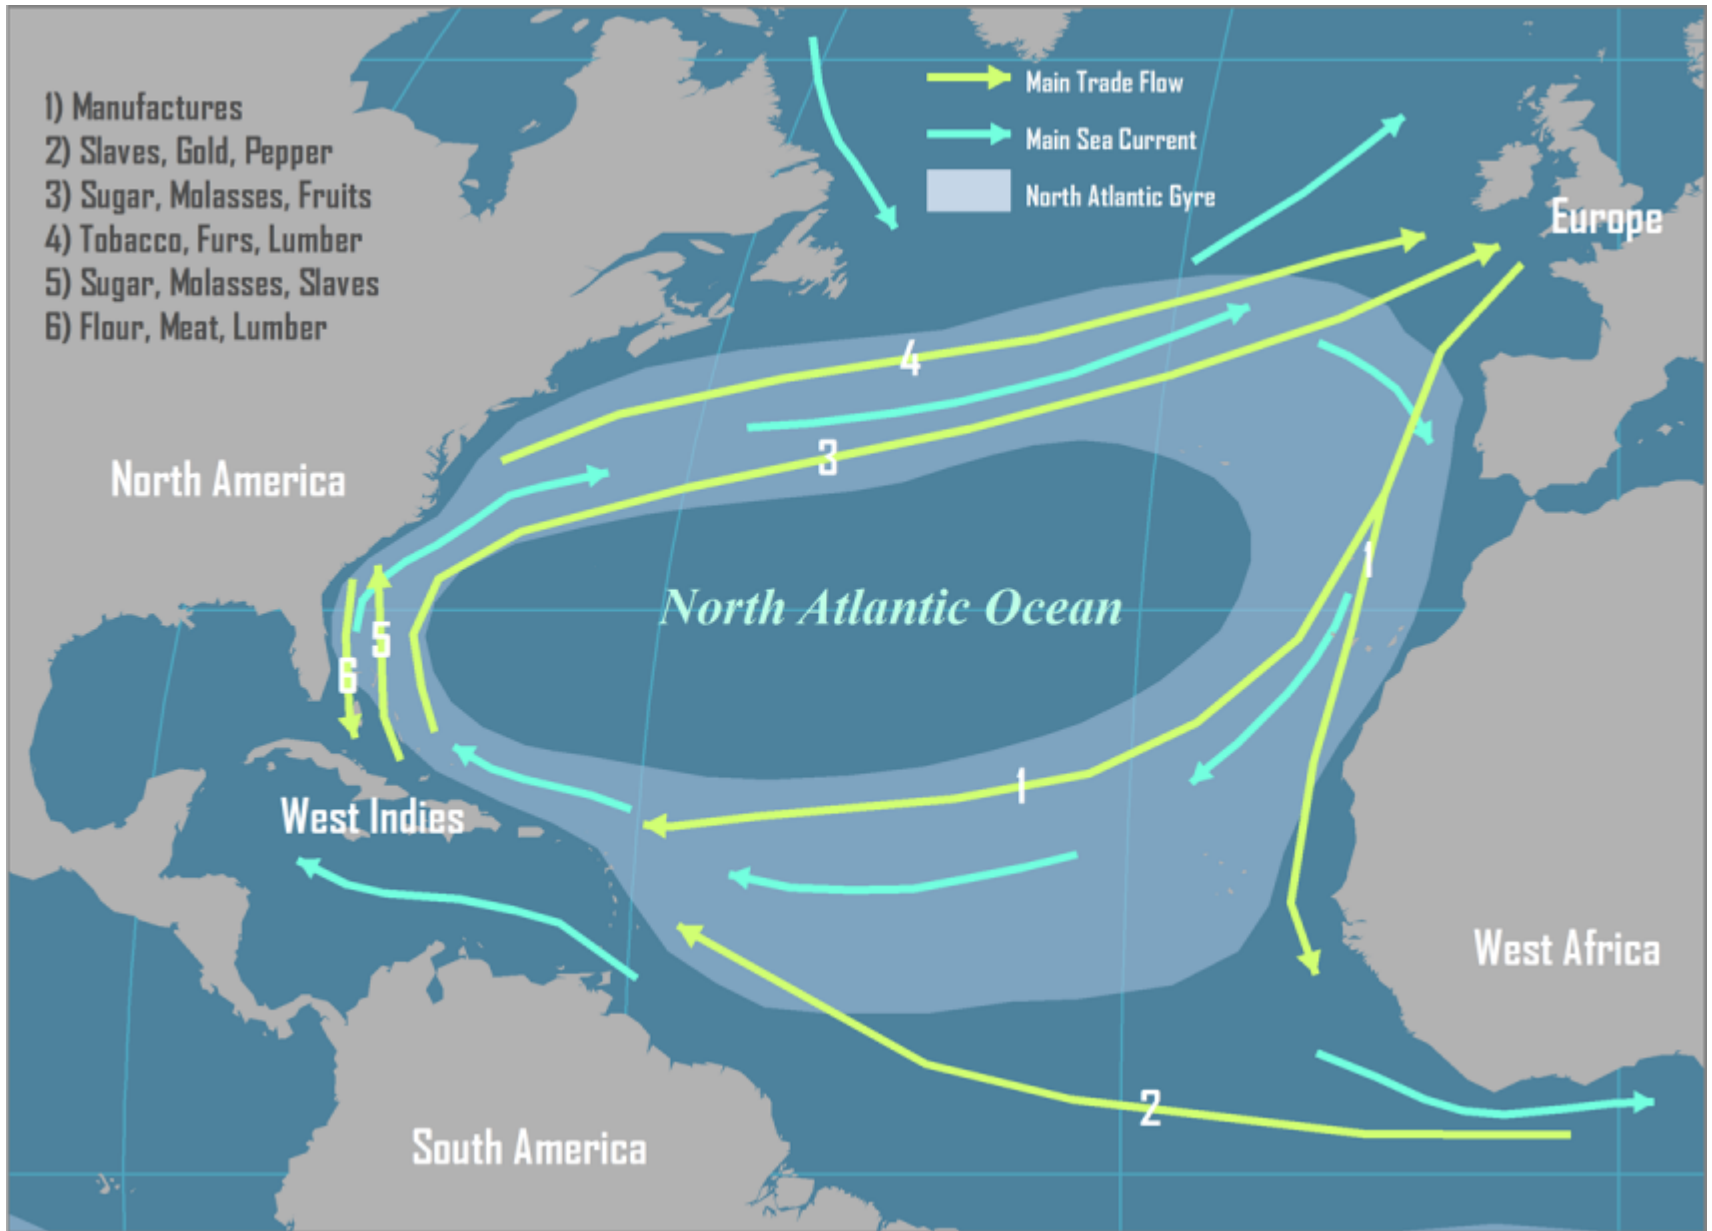 1) Manufactures
2) Slaves, Gold, Pepper
3) Sugar, Molasses, Fruits
4) Tobacco, Furs, Lumber
5) Sugar, Molasses, Slaves
6) Flour, Meat, Lumber
Main Trade Flow
Main Sea Current
North Atlantic Gyre
Europe
4
3
North America
1
North Atlantic Ocean
5
6
1
West Indies
West Africa
2
South America